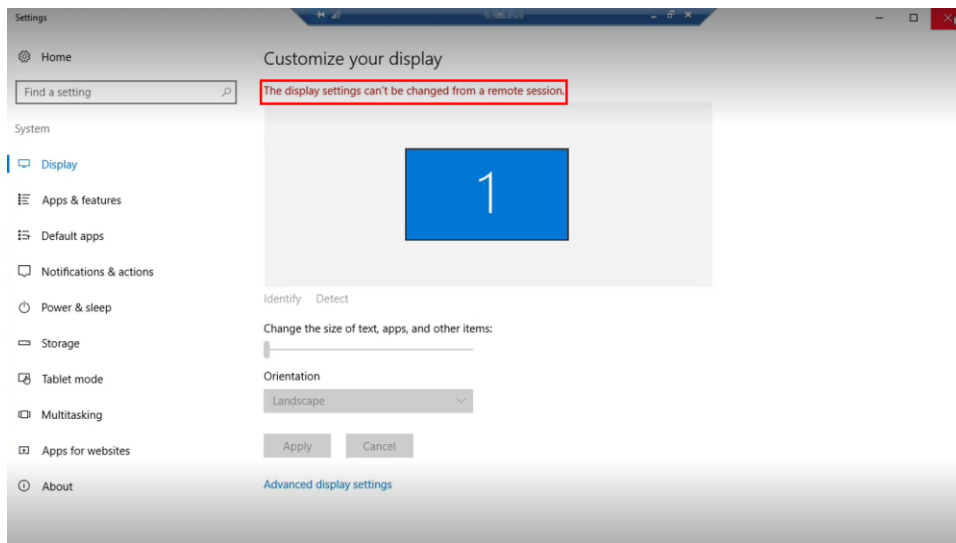 Settings
Home
Find a setting
System
Display
Apps & features
Default apps
Notifications & actions
Power & sleep
Storage
Tablet mode
Multitasking
Apps for websites
About
Customize your display
The display settings can't be changed from a remote session.
1
Identify Detect
Change the size of text, apps, and other items:
Orientation
Landscape
Apply Cancel
Advanced display settings